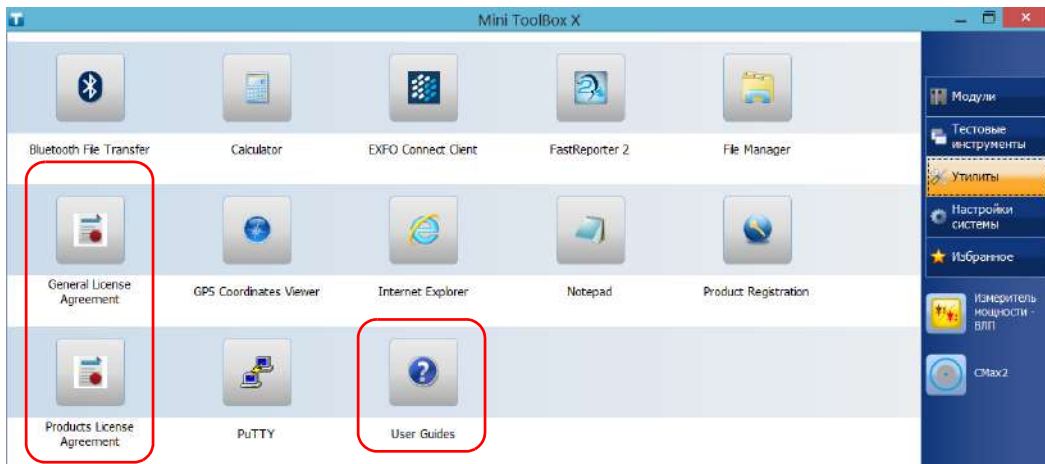 Mini ToolBox X
Bluetooth File Transfer
Calculator
EXFO Connect Client
FastReporter 2
File Manager
General License
Agreement
GPS Coordinates Viewer
Internet Explorer
Notepad
Product Registration
Products License
Agreement
PuTTY
User Guides
Модули
Тестовые
инструменты
Утилиты
Настройки
системы
Избранное
Измеритель
мощности -
ВЛП
CMax2